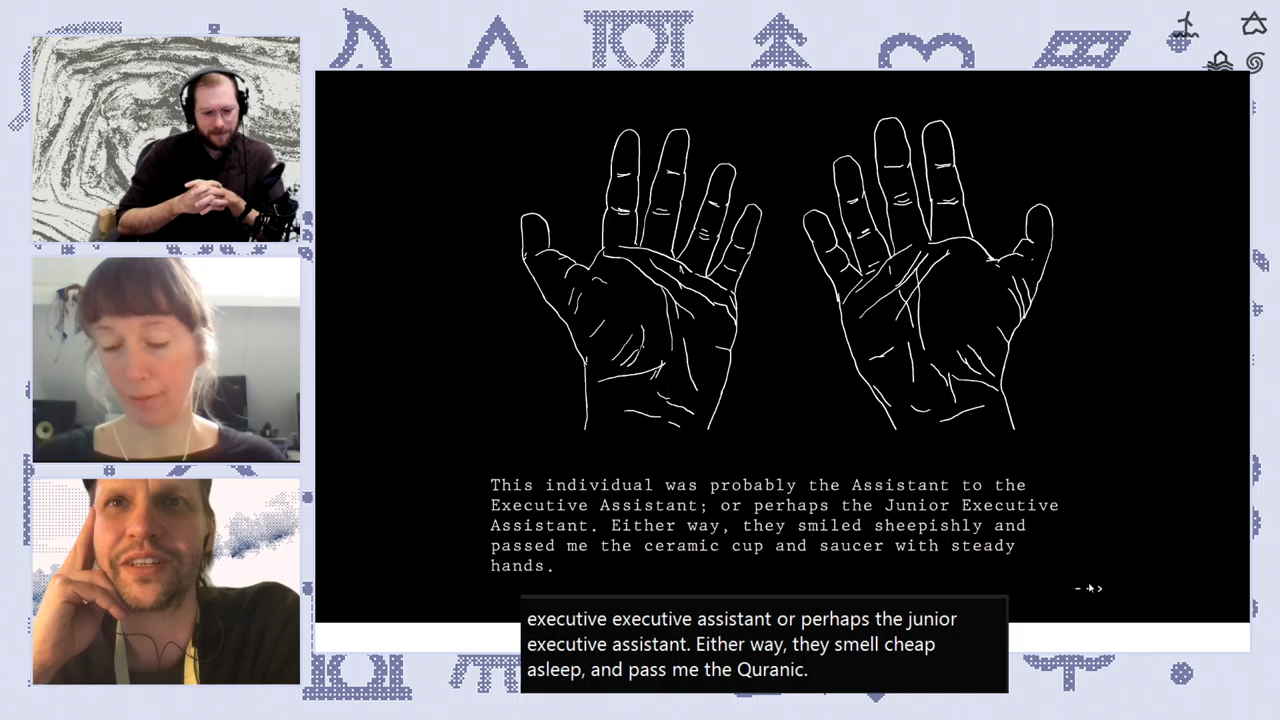 This individual was probably the Assistant to the
Executive Assistant; or perhaps the Junior Executive
Assistant. Either way, they smiled sheepishly and
passed me the ceramic cup and saucer with steady
hands.
executive executive assistant or perhaps the junior
executive assistant. Either way, they smell cheap
asleep, and pass me the Quranic.